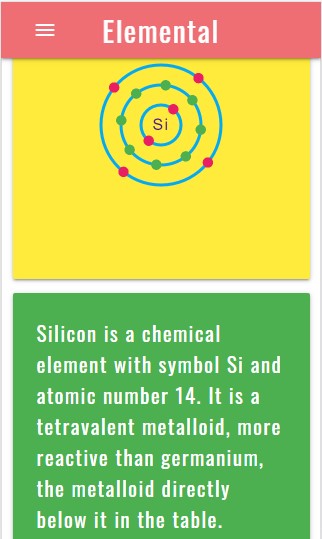 Elemental
Si
Silicon is a chemical
element with symbol Si and
atomic number 14. It is a
tetravalent metalloid, more
reactive than germanium,
the metalloid directly
below it in the table.